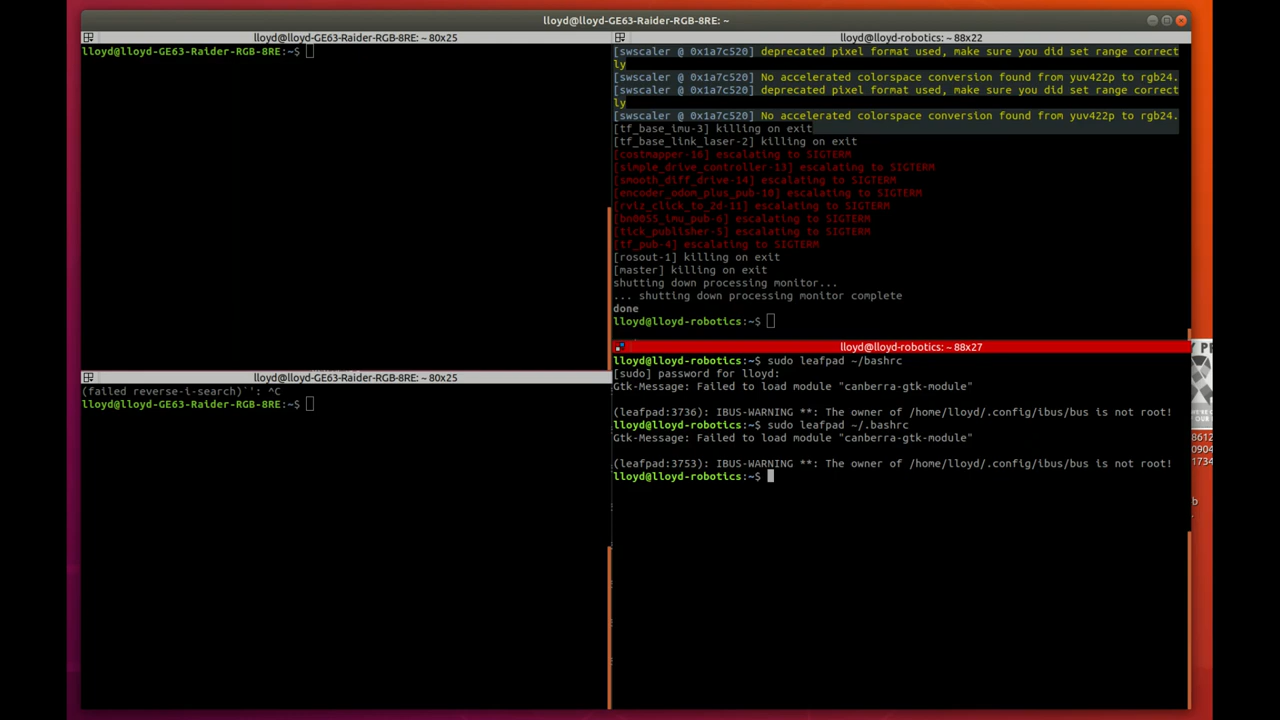 lloyd@lloyd-GE63-Raider-RGB-8RE: ~
lloyd@lloyd-GE63-Raider-RGB-8RE: ~ 80x25
lloyd@lloyd-GE63-Raider-RGB-8RE:~$
lloyd@lloyd-GE63-Raider-RGB-8RE: ~ 80x25
(failed reverse-i-search)`': ^C
lloyd@lloyd-GE63-Raider-RGB-8RE:~$
lloyd@lloyd-robotics: ~ 88x22
[swscaler @ 0x1a7c520] deprecated pixel format used, make sure you did set range correct
ly
[swscaler @ 0x1a7c520] No accelerated colorspace conversion found from yuv422p to rgb24.
[swscaler @ 0x1a7c520] deprecated pixel format used, make sure you did set range correct
ly
[swscaler @ 0x1a7c520] No accelerated colorspace conversion found from yuv422p to rgb24.
[tf_base_imu-3] killing on exit
[tf_base_link_laser-2] killing on exit
[costmapper-16] escalating to SIGTERM
[simple_drive_controller-13] escalating to SIGTERM
[smooth_diff_drive-14] escalating to SIGTERM
[encoder_odom_plus_pub-10] escalating to SIGTERM
[rviz_click_to_2d-11] escalating to SIGTERM
[bn0055_imu_pub-6] escalating to SIGTERM
[tick_publisher-5] escalating to SIGTERM
[tf_pub-4] escalating to SIGTERM
[rosout-1] killing on exit
[master] killing on exit
shutting down processing monitor...
... shutting down processing monitor complete
done
lloyd@lloyd-robotics:~$
lloyd@lloyd-robotics: ~ 88x27
lloyd@lloyd-robotics:~$ sudo leafpad ~/bashrc
[sudo] password for lloyd:
Gtk-Message: Failed to load module "canberra-gtk-module"
(leafpad:3736): IBUS-WARNING **: The owner of /home/lloyd/.config/ibus/bus is not root!
lloyd@lloyd-robotics:~$ sudo leafpad ~/.bashrc
Gtk-Message: Failed to load module "canberra-gtk-module"
(leafpad:3753): IBUS-WARNING **: The owner of /home/lloyd/.config/ibus/bus is not root!
lloyd@lloyd-robotics:~$
8612
0904
1734